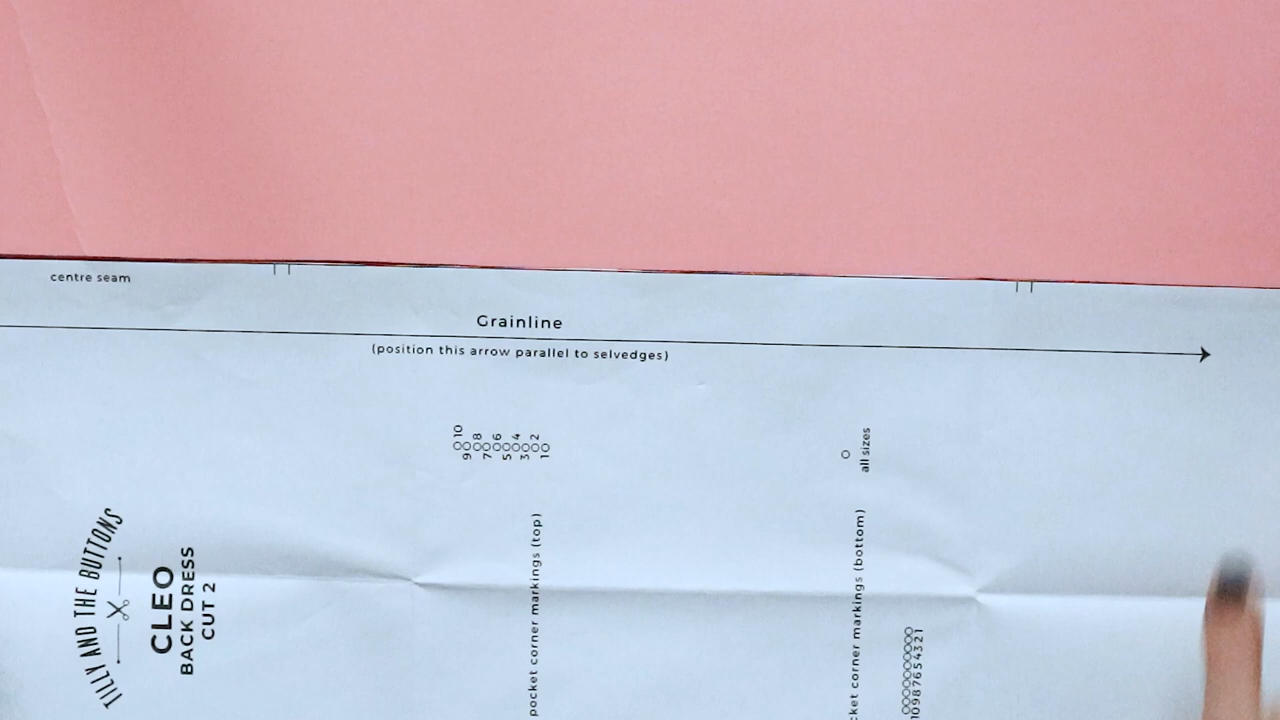 centre seam
Grainline
(position this arrow parallel to selvedges)
10
9
8
7
6
5
4
3
2
1
all sizes
TILLY AND THE BUTTONS
CLEO
BACK DRESS
CUT 2
pocket corner markings (top)
corner markings (bottom)
10987654321